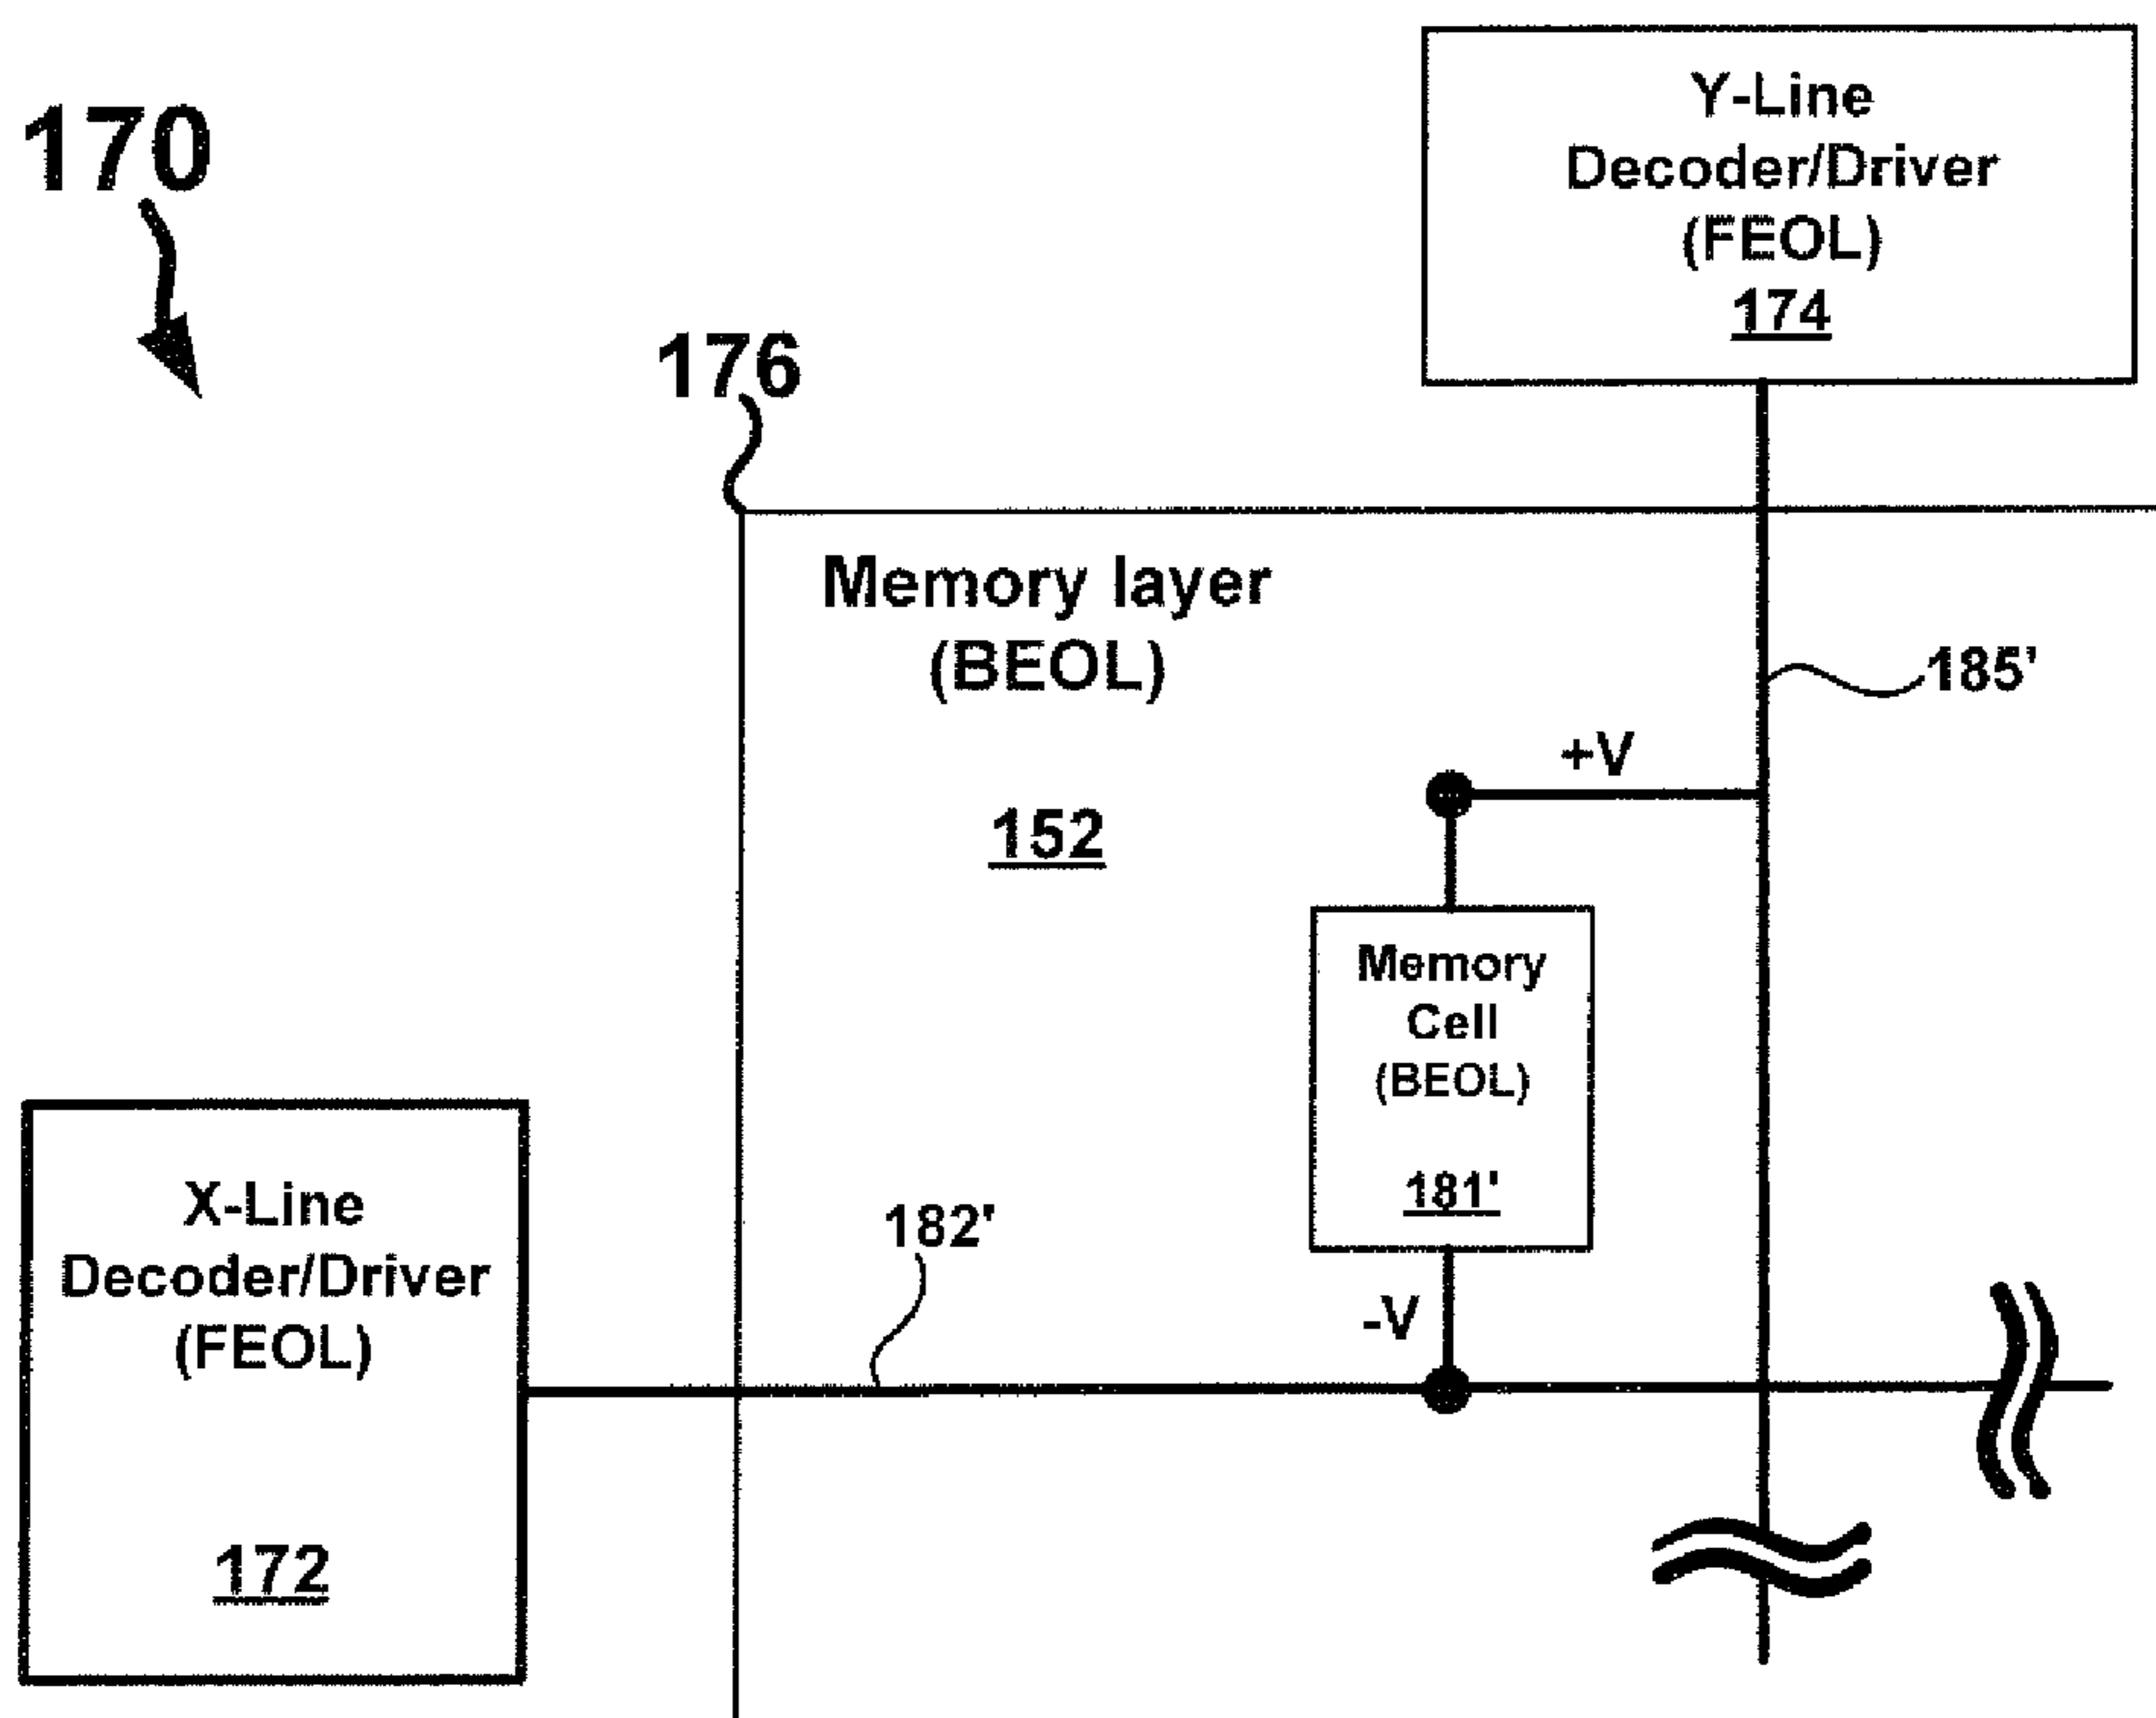 170
Y-Line
Decoder/Driver
(FEOL)
174
176
Memory layer
(BEOL)
152
185'
+V
Memory
Cell
(BEOL)
181'
-V
182'
X-Line
Decoder/Driver
(FEOL)
172